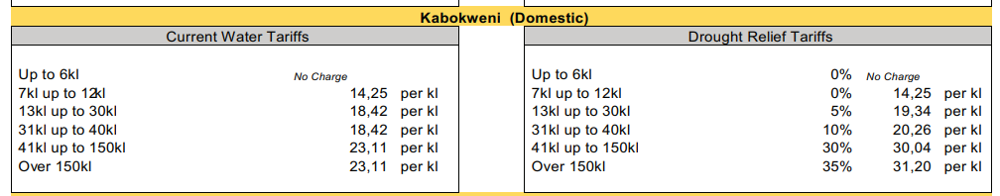 Kabokweni (Domestic)
Current Water Tariffs
Up to 6kl No Charge
7kl up to 12kl 14,25 per kl
13kl up to 30kl 18,42 per kl
31kl up to 40kl 18,42 per kl
41kl up to 150kl 23,11 per kl
Over 150kl 23,11 per kl
Drought Relief Tariffs
Up to 6kl 0% No Charge
7kl up to 12kl 0% 14,25 per kl
13kl up to 30kl 5% 19,34 per kl
31kl up to 40kl 10% 20,26 per kl
41kl up to 150kl 30% 30,04 per kl
Over 150kl 35% 31,20 per kl